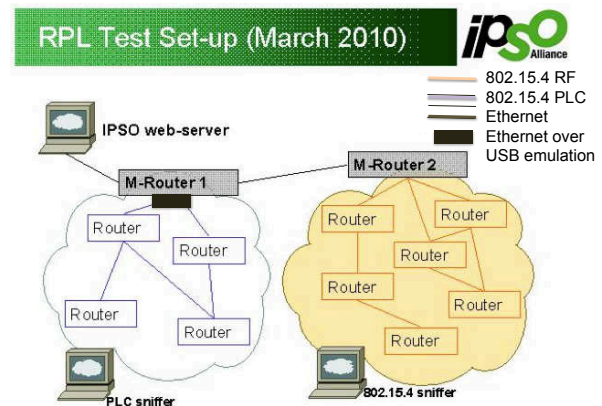 RPL Test Set-up (March 2010)
ipso
Alliance
802.15.4 RF
802.15.4 PLC
Ethernet
Ethernet over
USB emulation
IPSO web-server
M-Router 1
M-Router 2
Router
Router
Router
Router
Router
Router
Router
Router
Router
Router
PLC sniffer
802.15.4 sniffer